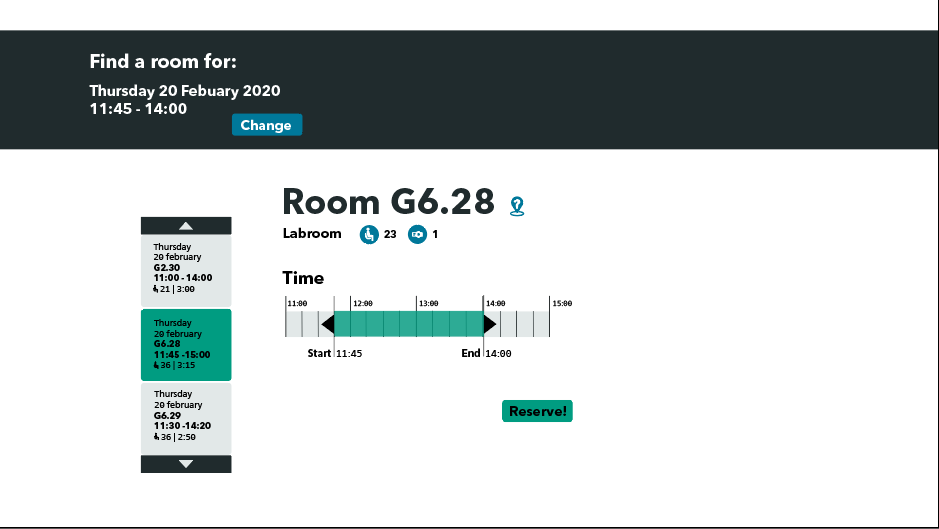 Find a room for:
Thursday 20 Febuary 2020
11:45 - 14:00
Change
Room G6.28
Labroom 23 1
Time
11:00 12:00 13:00 14:00 15:00
Start 11:45 End 14:00
Reserve!
Thursday
20 february
G2.30
11:00 - 14:00
21 | 3:00
Thursday
20 february
G6.28
11:45 -15:00
36 | 3:15
Thursday
20 february
G6.29
11:30 -14:20
36 | 2:50